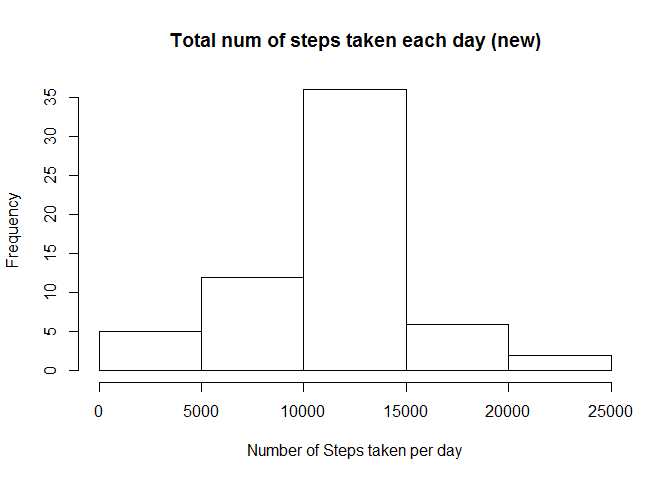 Total num of steps taken each day (new)
Frequency
35
30
25
20
15
10
5
0
0 5000 10000 15000 20000 25000
Number of Steps taken per day